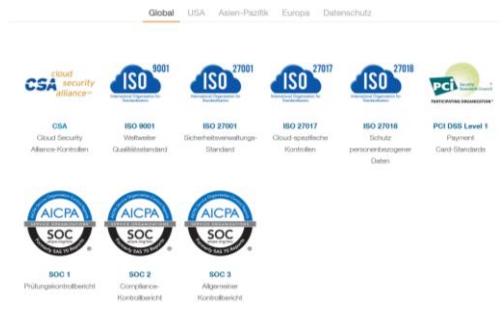 Global USA Asien-Pazifik Europa Datenschutz
CSA cloud security alliance
ISO 9001
ISO 27001
ISO 27017
ISO 27018
PCI
PARTICIPATING ORGANIZATION
CSA
Cloud Security
Alliance-Kontrollen
ISO 9001
Weltweiter
Qualitätsstandard
ISO 27001
Sicherheitsverwaltungs-
Standard
ISO 27017
Cloud-spezifische
Kontrollen
ISO 27018
Schutz
personenbezogener
Daten
PCI DSS Level 1
Payment
Card-Standards
AICPA
SOC
AICPA
SOC
AICPA
SOC
SOC 1
Prüfungskontrollbericht
SOC 2
Compliance-
Kontrollbericht
SOC 3
Allgemeiner
Kontrollbericht